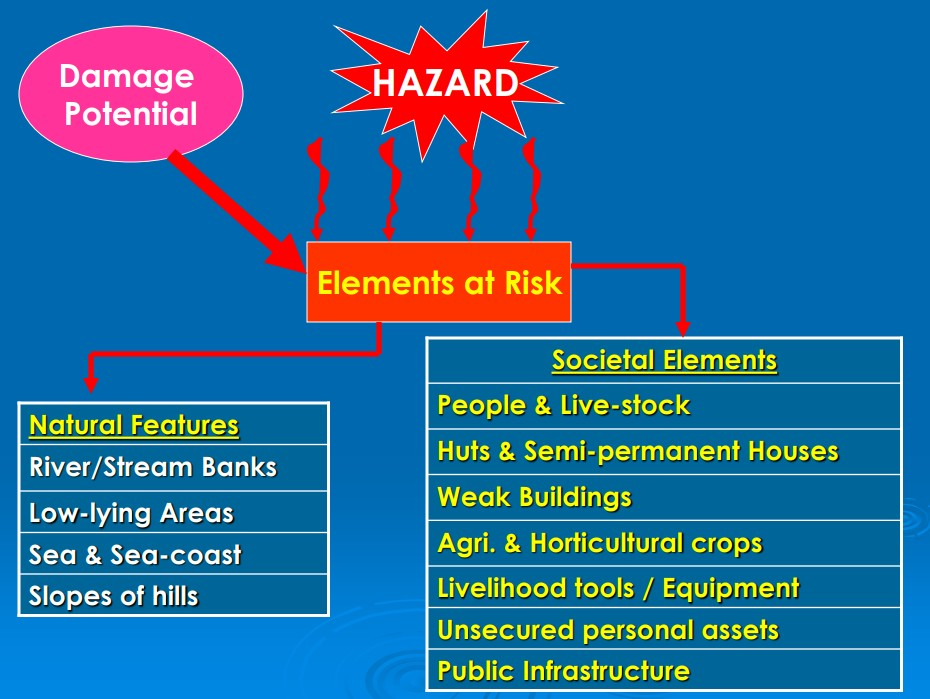 Damage
Potential
HAZARD
Elements at Risk
Natural Features
River/Stream Banks
Low-lying Areas
Sea & Sea-coast
Slopes of hills
Societal Elements
People & Live-stock
Huts & Semi-permanent Houses
Weak Buildings
Agri. & Horticultural crops
Livelihood tools / Equipment
Unsecured personal assets
Public Infrastructure